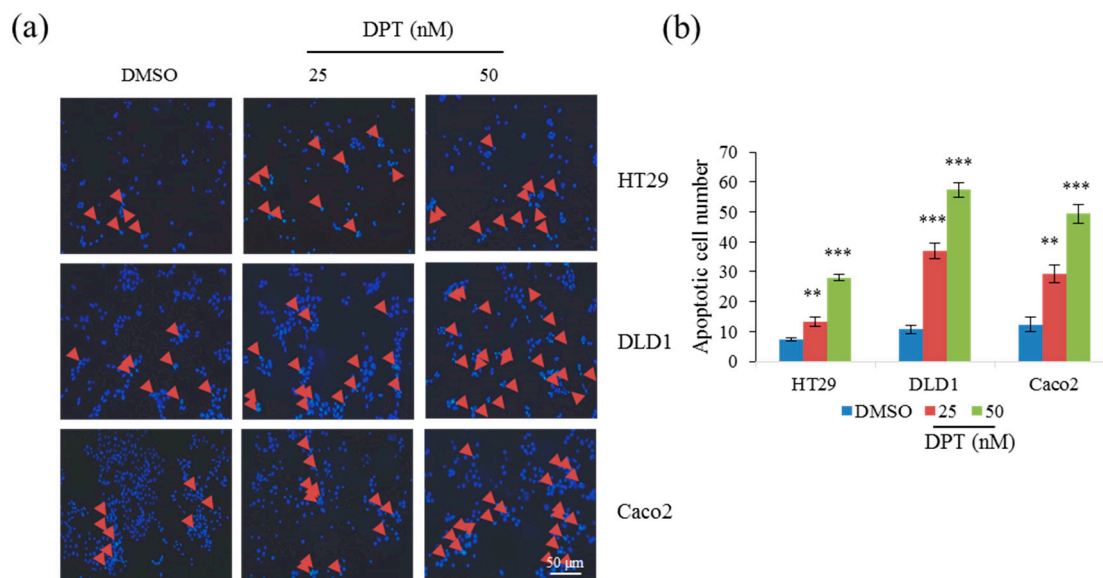 (a)
DPT (nM)
DMSO 25 50
HT29
DLD1
Caco2
50 μm
(b)
Apoptotic cell number
70
60
50
40
30
20
10
0
** ***
*** ***
** ***
HT29 DLD1 Caco2
DMSO 25 50
DPT (nM)